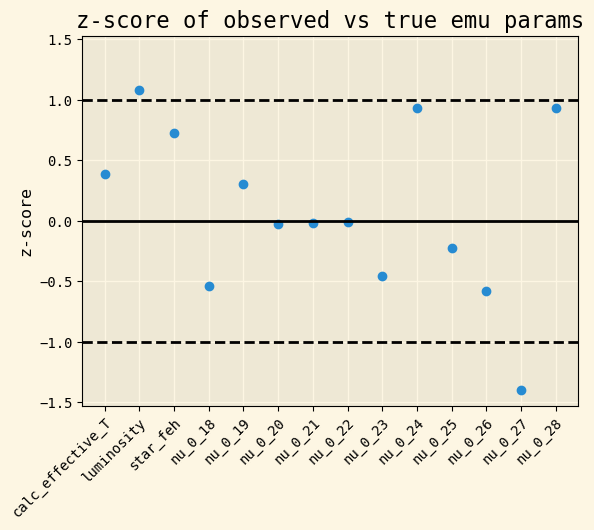 z-score of observed vs true emu params
z-score
1.5
1.0
0.5
0.0
−0.5
−1.0
−1.5
calc_effective_T
luminosity
star_feh
nu_0_18
nu_0_19
nu_0_20
nu_0_21
nu_0_22
nu_0_23
nu_0_24
nu_0_25
nu_0_26
nu_0_27
nu_0_28